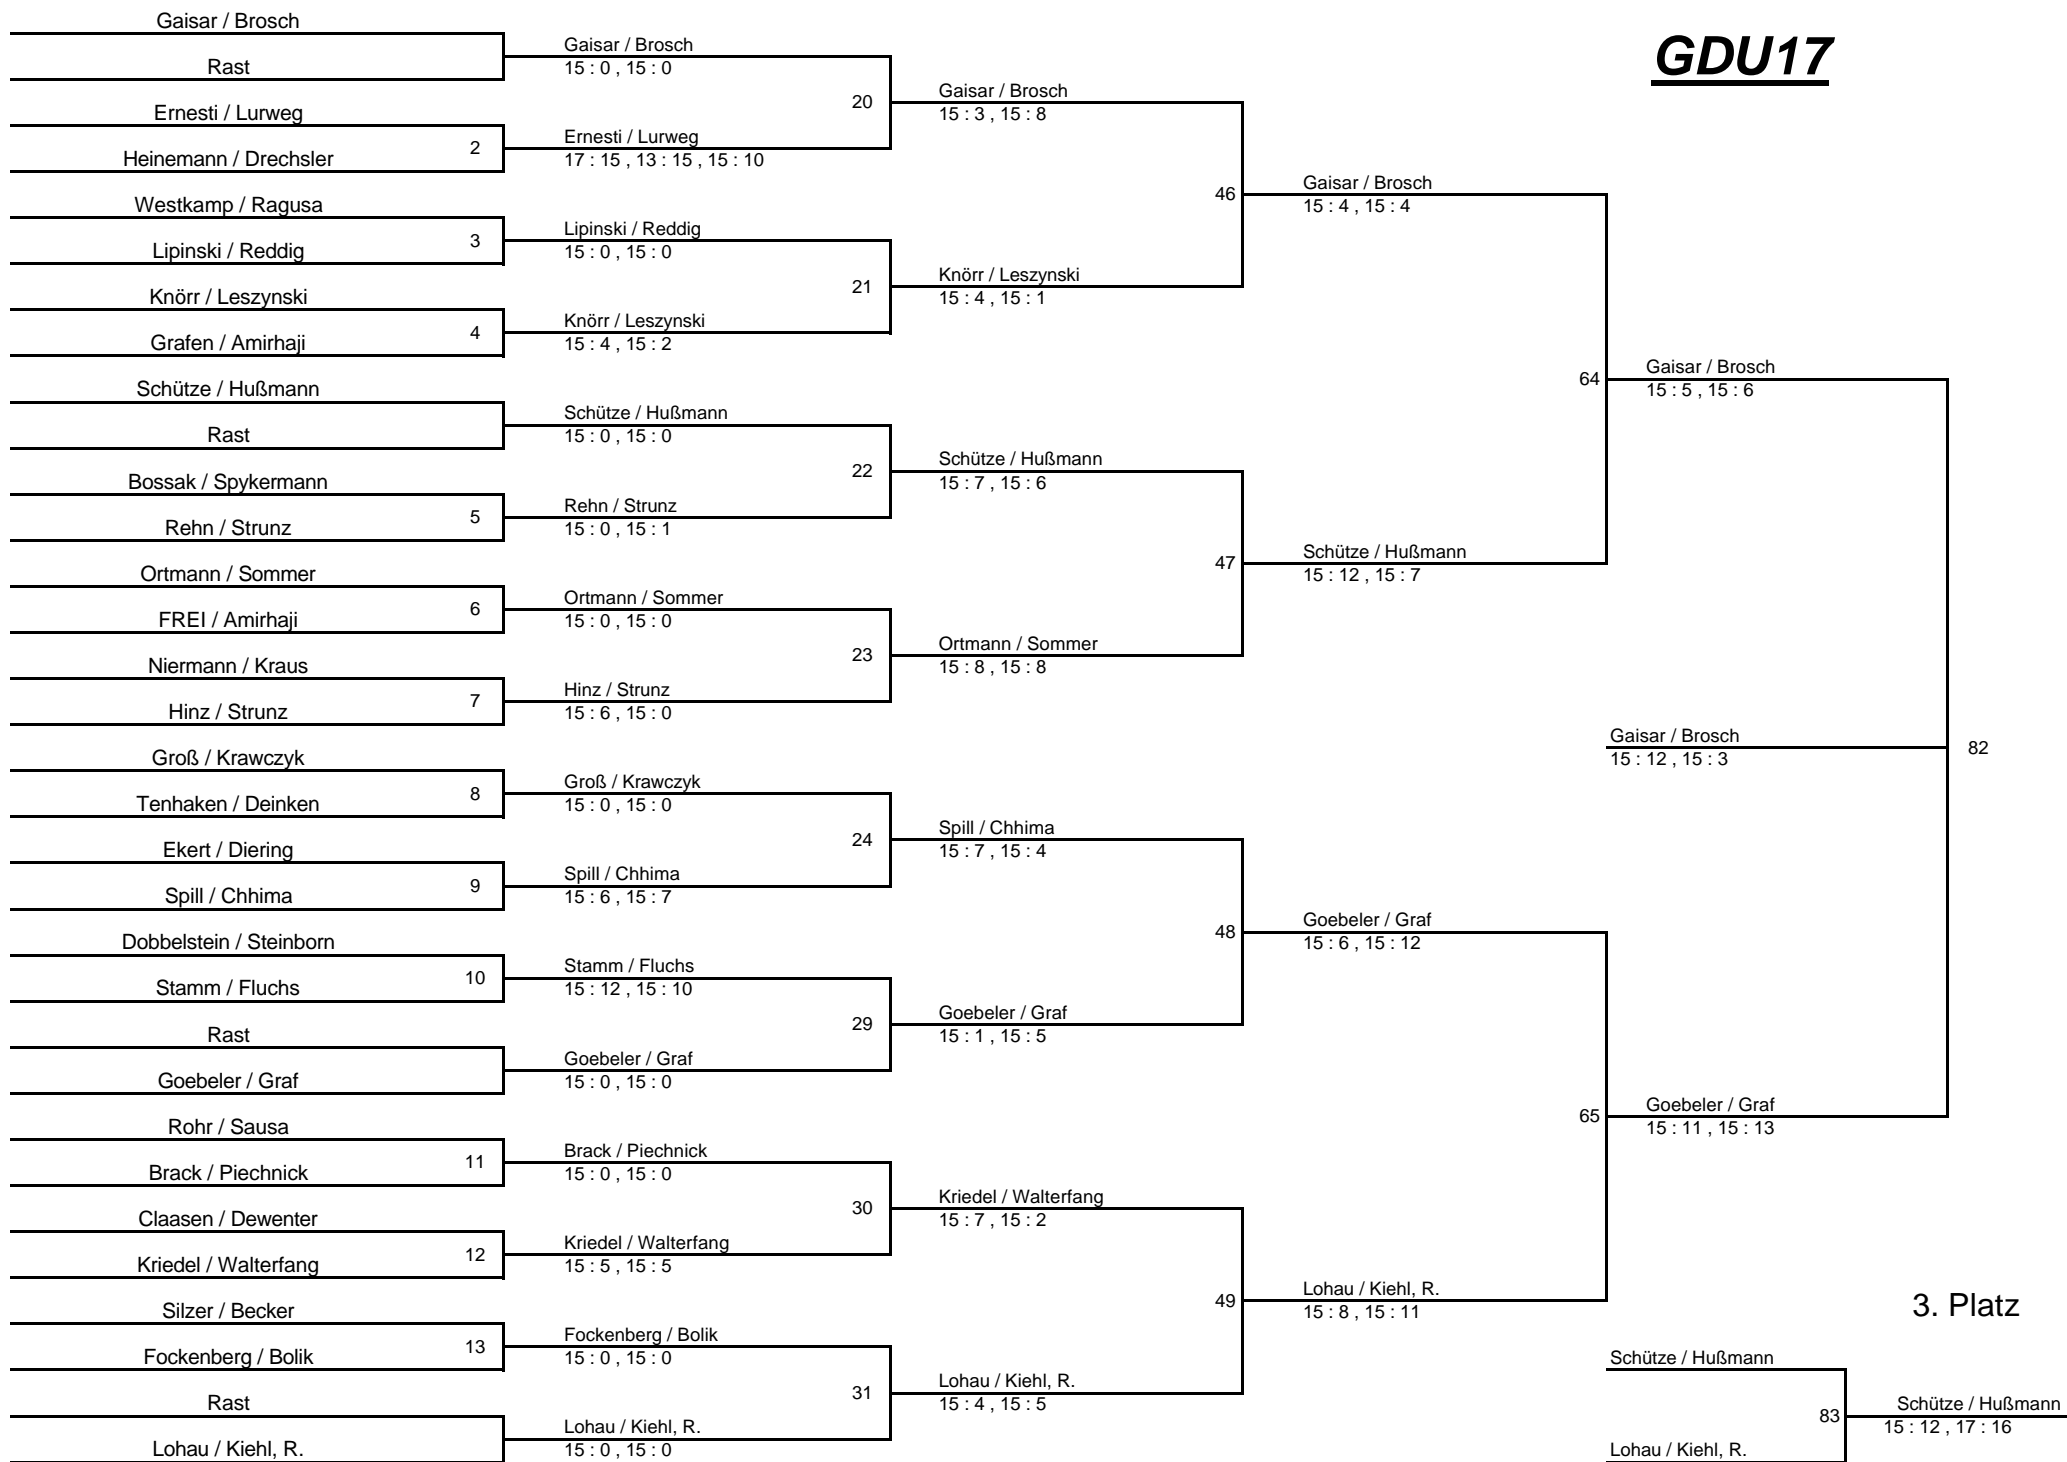 GDU17
Gaisar / Brosch
Rast
Ernesti / Lurweg
2
Heinemann / Drechsler
Westkamp / Ragusa
3
Lipinski / Reddig
Knörr / Leszynski
4
Grafen / Amirhaji
Schütze / Hußmann
Rast
Bossak / Spykermann
5
Rehn / Strunz
Ortmann / Sommer
6
FREI / Amirhaji
Niermann / Kraus
7
Hinz / Strunz
Groß / Krawczyk
8
Tenhaken / Deinken
Ekert / Diering
9
Spill / Chhima
Dobbelstein / Steinborn
10
Stamm / Fluchs
Rast
Goebeler / Graf
Rohr / Sausa
11
Brack / Piechnick
Claasen / Dewenter
12
Kriedel / Walterfang
Silzer / Becker
13
Fockenberg / Bolik
Rast
Lohau / Kiehl, R.
Gaisar / Brosch
15 : 0 , 15 : 0
20
Ernesti / Lurweg
17 : 15 , 13 : 15 , 15 : 10
Lipinski / Reddig
15 : 0 , 15 : 0
21
Knörr / Leszynski
15 : 4 , 15 : 2
Schütze / Hußmann
15 : 0 , 15 : 0
22
Rehn / Strunz
15 : 0 , 15 : 1
Ortmann / Sommer
15 : 0 , 15 : 0
23
Hinz / Strunz
15 : 6 , 15 : 0
Groß / Krawczyk
15 : 0 , 15 : 0
24
Spill / Chhima
15 : 6 , 15 : 7
Stamm / Fluchs
15 : 12 , 15 : 10
29
Goebeler / Graf
15 : 0 , 15 : 0
Brack / Piechnick
15 : 0 , 15 : 0
30
Kriedel / Walterfang
15 : 5 , 15 : 5
Fockenberg / Bolik
15 : 0 , 15 : 0
31
Lohau / Kiehl, R.
15 : 0 , 15 : 0
Gaisar / Brosch
15 : 3 , 15 : 8
46
Knörr / Leszynski
15 : 4 , 15 : 1
Schütze / Hußmann
15 : 7 , 15 : 6
47
Ortmann / Sommer
15 : 8 , 15 : 8
Spill / Chhima
15 : 7 , 15 : 4
48
Goebeler / Graf
15 : 1 , 15 : 5
Kriedel / Walterfang
15 : 7 , 15 : 2
49
Lohau / Kiehl, R.
15 : 4 , 15 : 5
Gaisar / Brosch
15 : 4 , 15 : 4
64
Schütze / Hußmann
15 : 12 , 15 : 7
Goebeler / Graf
15 : 6 , 15 : 12
65
Lohau / Kiehl, R.
15 : 8 , 15 : 11
Gaisar / Brosch
15 : 5 , 15 : 6
Gaisar / Brosch
15 : 12 , 15 : 3
82
Goebeler / Graf
15 : 11 , 15 : 13
3. Platz
Schütze / Hußmann
83
Lohau / Kiehl, R.
Schütze / Hußmann
15 : 12 , 17 : 16